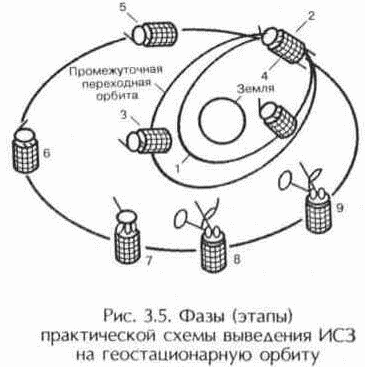 5
2
Промежуточная
переходная
орбита
4
Земля
3
1
6
9
7
8
Рис. 3.5. Фазы (этапы)
практической схемы выведения ИСЗ
на геостационарную орбиту